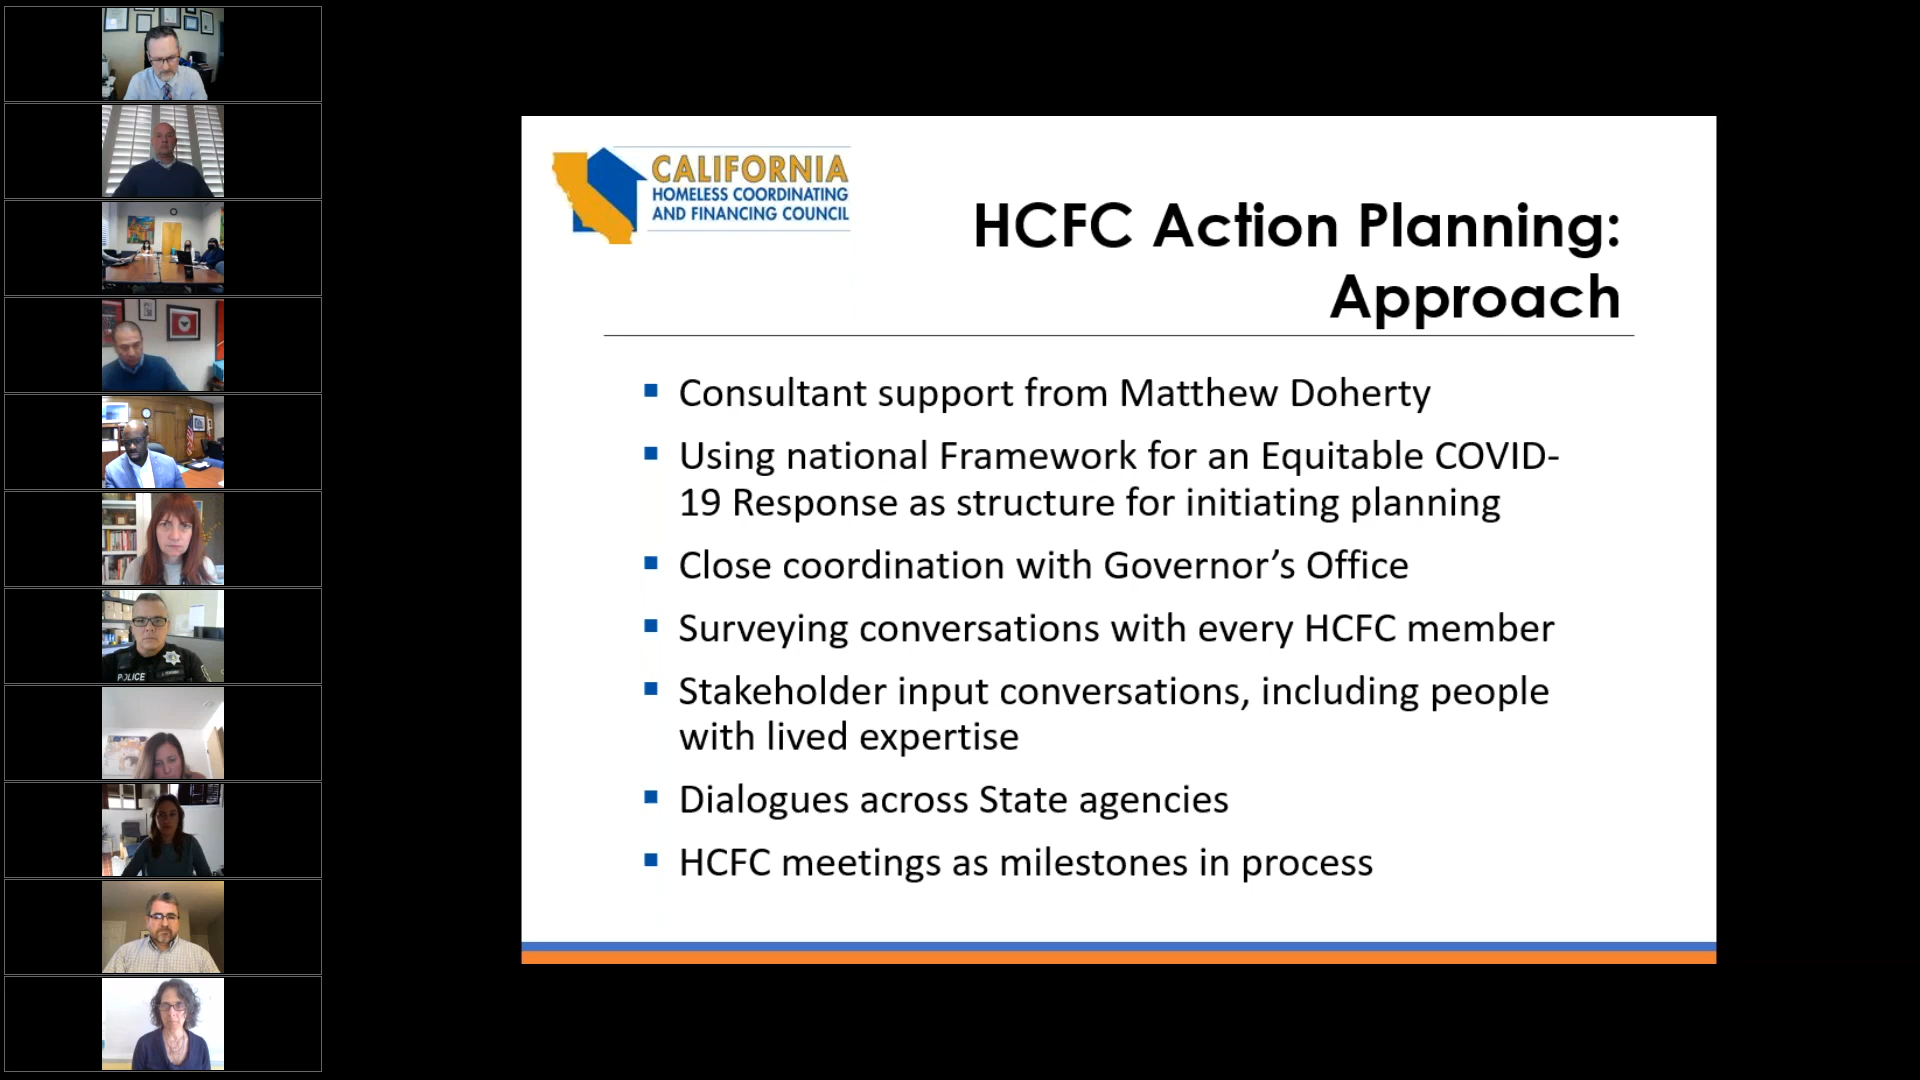 CALIFORNIA
HOMELESS COORDINATING
AND FINANCING COUNCIL
HCFC Action Planning:
Approach
Consultant support from Matthew Doherty
Using national Framework for an Equitable COVID-
19 Response as structure for initiating planning
Close coordination with Governor’s Office
Surveying conversations with every HCFC member
Stakeholder input conversations, including people
with lived expertise
Dialogues across State agencies
HCFC meetings as milestones in process
POLICE